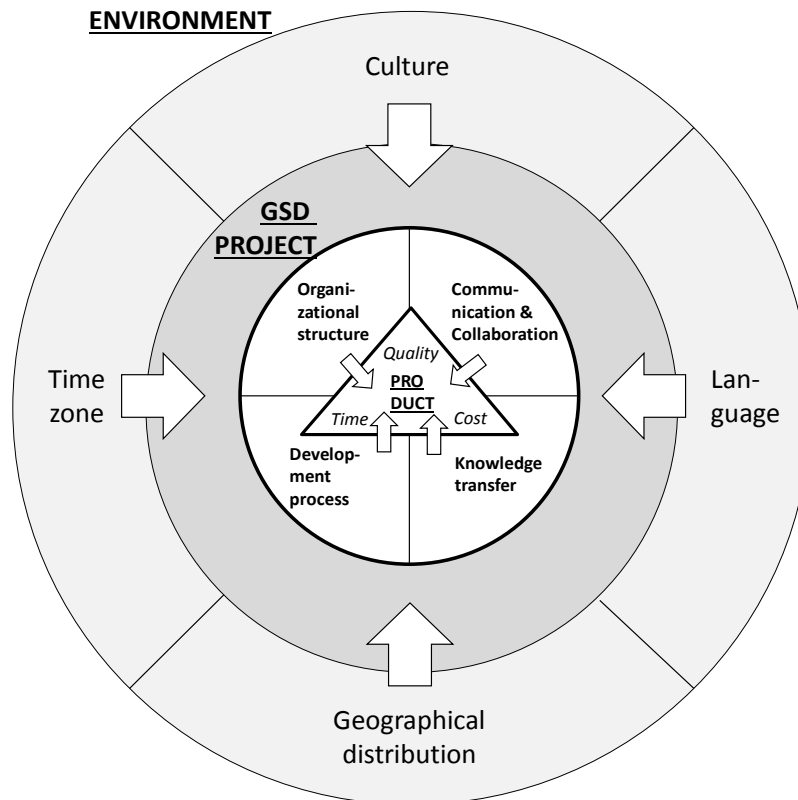 ENVIRONMENT
Culture
GSD
PROJECT
Organi-
zational
structure
Commu-
nication &
Collaboration
Quality
PRO
DUCT
Time
Cost
Develop-
ment
process
Knowledge
transfer
Time
zone
Lan-
guage
Geographical
distribution